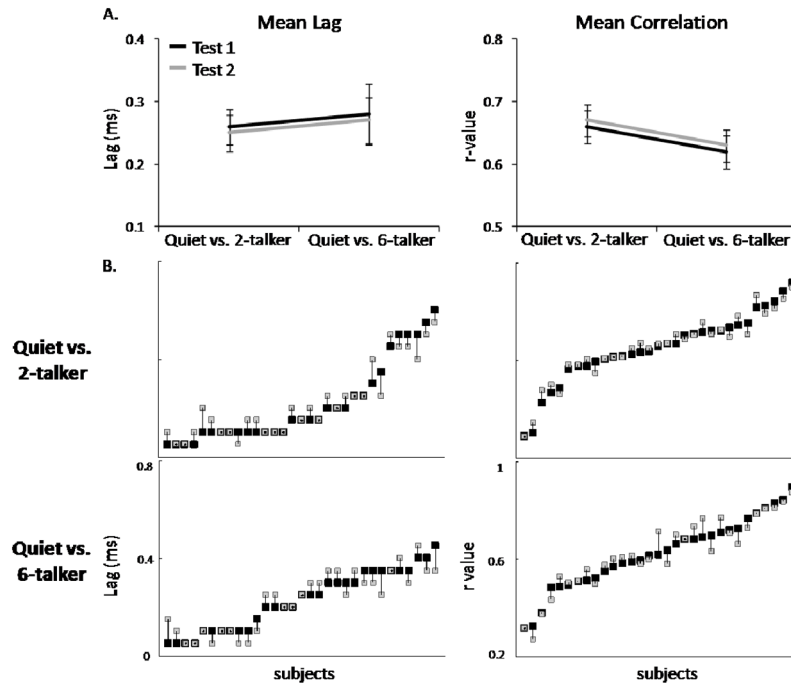 A.
Mean Lag
Mean Correlation
0.4
0.3
0.2
0.1
Lag (ms)
Test 1
Test 2
Quiet vs. 2-talker
Quiet vs. 6-talker
0.8
0.7
0.6
0.5
r-value
Quiet vs. 2-talker
Quiet vs. 6-talker
B.
Quiet vs.
2-talker
Quiet vs.
6-talker
0.8
0.4
0
Lag (ms)
subjects
1
0.6
0.2
r value
subjects